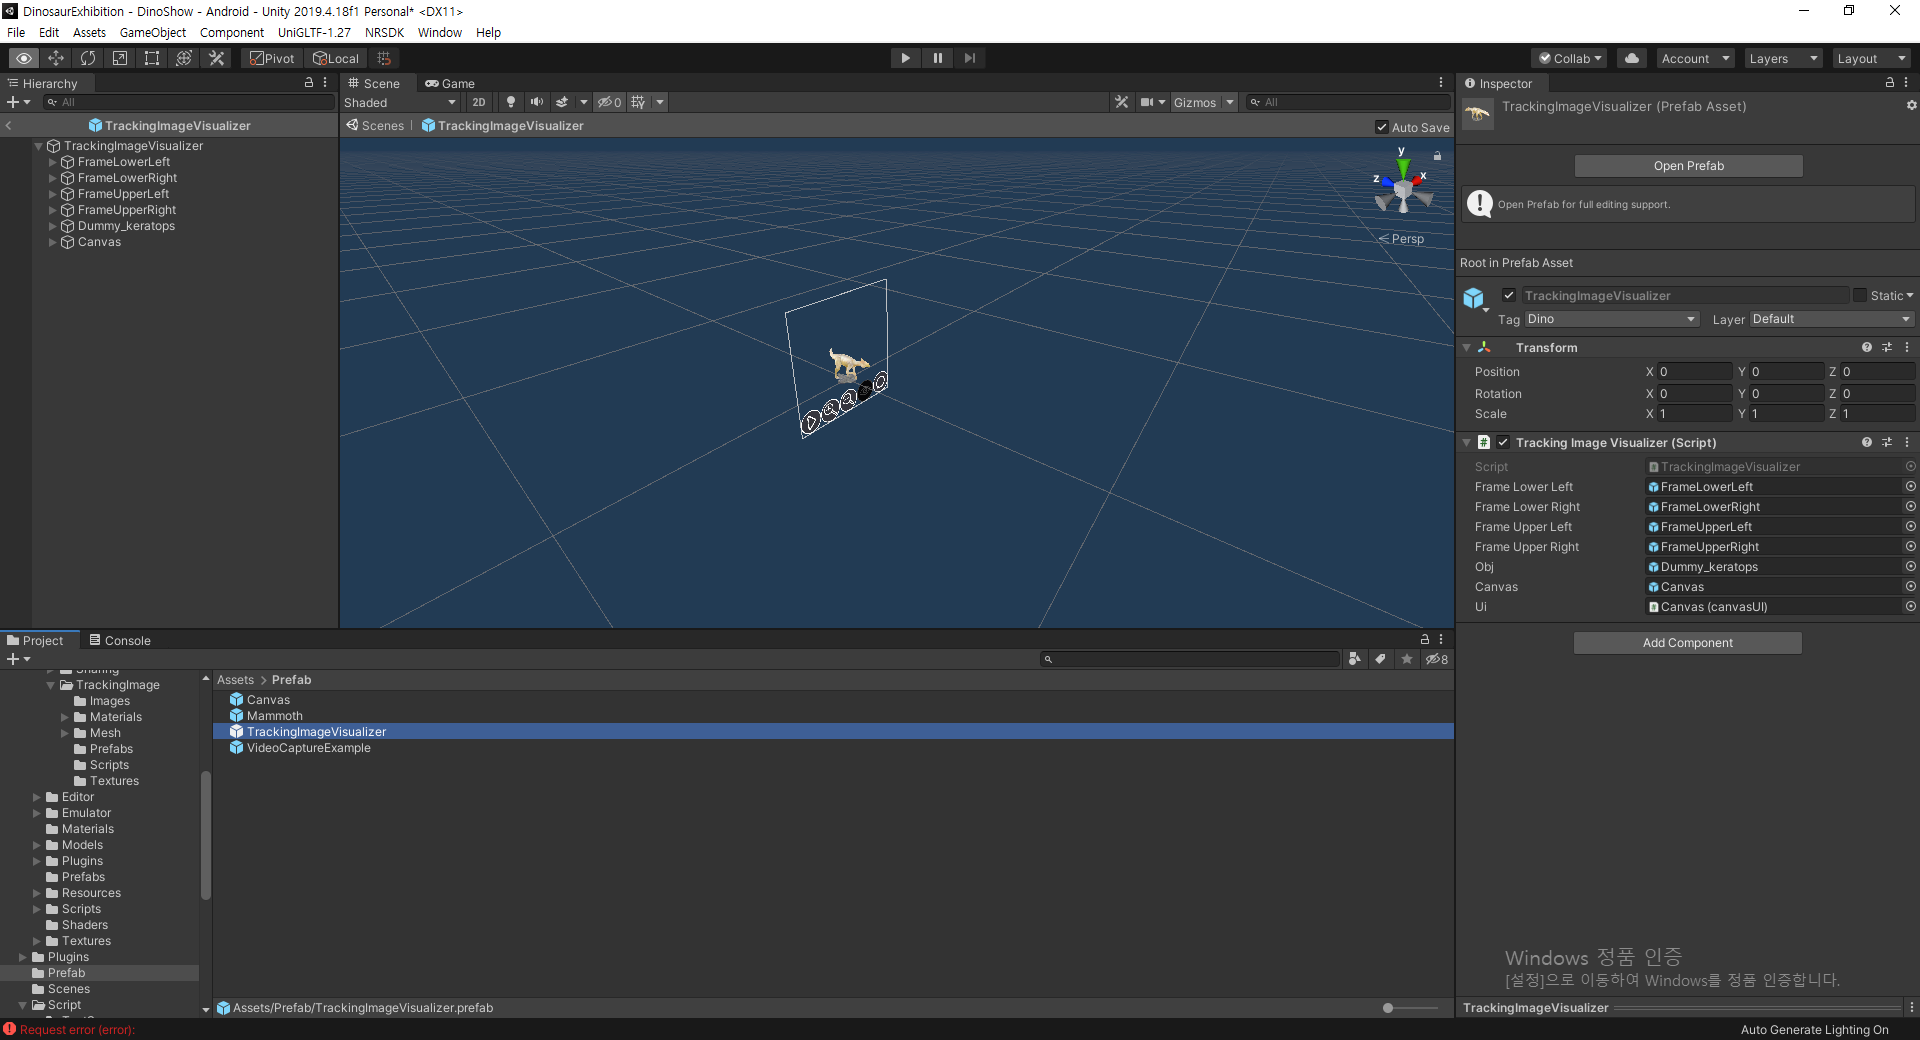 DinosaurExhibition - DinoShow - Android - Unity 2019.4.18f1 Personal* <DX11>
File Edit Assets GameObject Component UniGLTF-1.27 NRSDK Window Help
Pivot Local Collab Account Layers Layout
Hierarchy
All
TrackingImageVisualizer
TrackingImageVisualizer
FrameLowerLeft
FrameLowerRight
FrameUpperLeft
FrameUpperRight
Dummy_keratops
Canvas
Scene Game
Shaded 2D 0 Gizmos All
Scenes TrackingImageVisualizer
Auto Save
y
z x
Persp
Inspector
TrackingImageVisualizer (Prefab Asset)
Open Prefab
Open Prefab for full editing support.
Root in Prefab Asset
TrackingImageVisualizer Static
Tag Dino Layer Default
Transform
Position X 0 Y 0 Z 0
Rotation X 0 Y 0 Z 0
Scale X 1 Y 1 Z 1
Tracking Image Visualizer (Script)
Script TrackingImageVisualizer
Frame Lower Left FrameLowerLeft
Frame Lower Right FrameLowerRight
Frame Upper Left FrameUpperLeft
Frame Upper Right FrameUpperRight
Obj Dummy_keratops
Canvas Canvas
Ui Canvas (canvasUI)
Add Component
Project Console
8
Sharing
TrackingImage
Images
Materials
Mesh
Prefabs
Scripts
Textures
Editor
Emulator
Materials
Models
Plugins
Prefabs
Resources
Scripts
Shaders
Textures
Plugins
Prefab
Scenes
Script
Assets Prefab
Canvas
Mammoth
TrackingImageVisualizer
VideoCaptureExample
Assets/Prefab/TrackingImageVisualizer.prefab
Windows 정품 인증
[설정]으로 이동하여 Windows를 정품 인증합니다.
TrackingImageVisualizer
Request error (error):
Auto Generate Lighting On